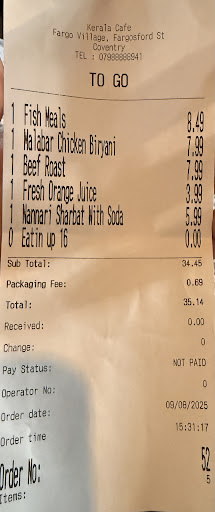 Kerala Cafe
Fargo Village, Fargosford St
Coventry
TEL : 07988888941
TO GO
1 Fish Meals 8.49
1 Malabar Chicken Biryani 7.99
1 Beef Roast 7.99
1 Fresh Orange Juice 3.99
1 Nannari Sharbat With Soda 5.99
0 Eatin up 16 0.00
Sub Total: 34.45
Packaging Fee: 0.69
Total: 35.14
Received: 0.00
Change: 0
Pay Status: NOT PAID
Operator No: 0
Order date: 09/08/2025
Order time 15:31:17
Order No: 52
Items: 5